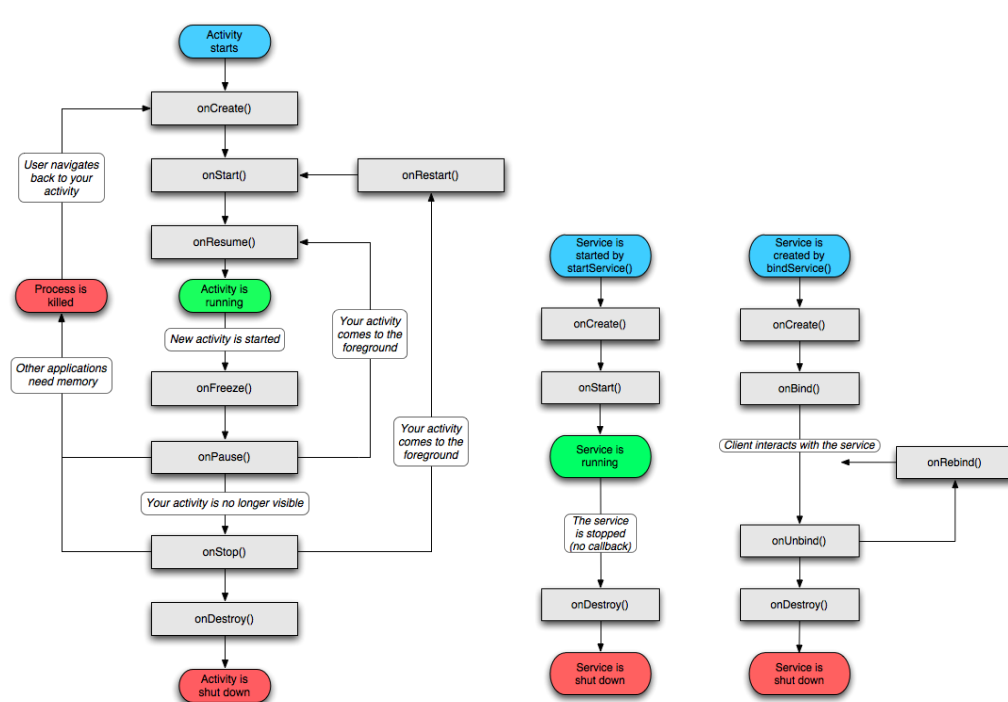 Activity
starts
onCreate()
User navigates
back to your
activity
onStart()
onRestart()
onResume()
Process is
killed
Activity is
running
New activity is started
Your activity
comes to the
foreground
Other applications
need memory
onFreeze()
Your activity
comes to the
foreground
onPause()
Your activity is no longer visible
onStop()
onDestroy()
Activity is
shut down
Service is
started by
startService()
onCreate()
onStart()
Service is
running
The service
is stopped
(no callback)
onDestroy()
Service is
shut down
Service is
created by
bindService()
onCreate()
onBind()
Client interacts with the service
onRebind()
onUnbind()
onDestroy()
Service is
shut down